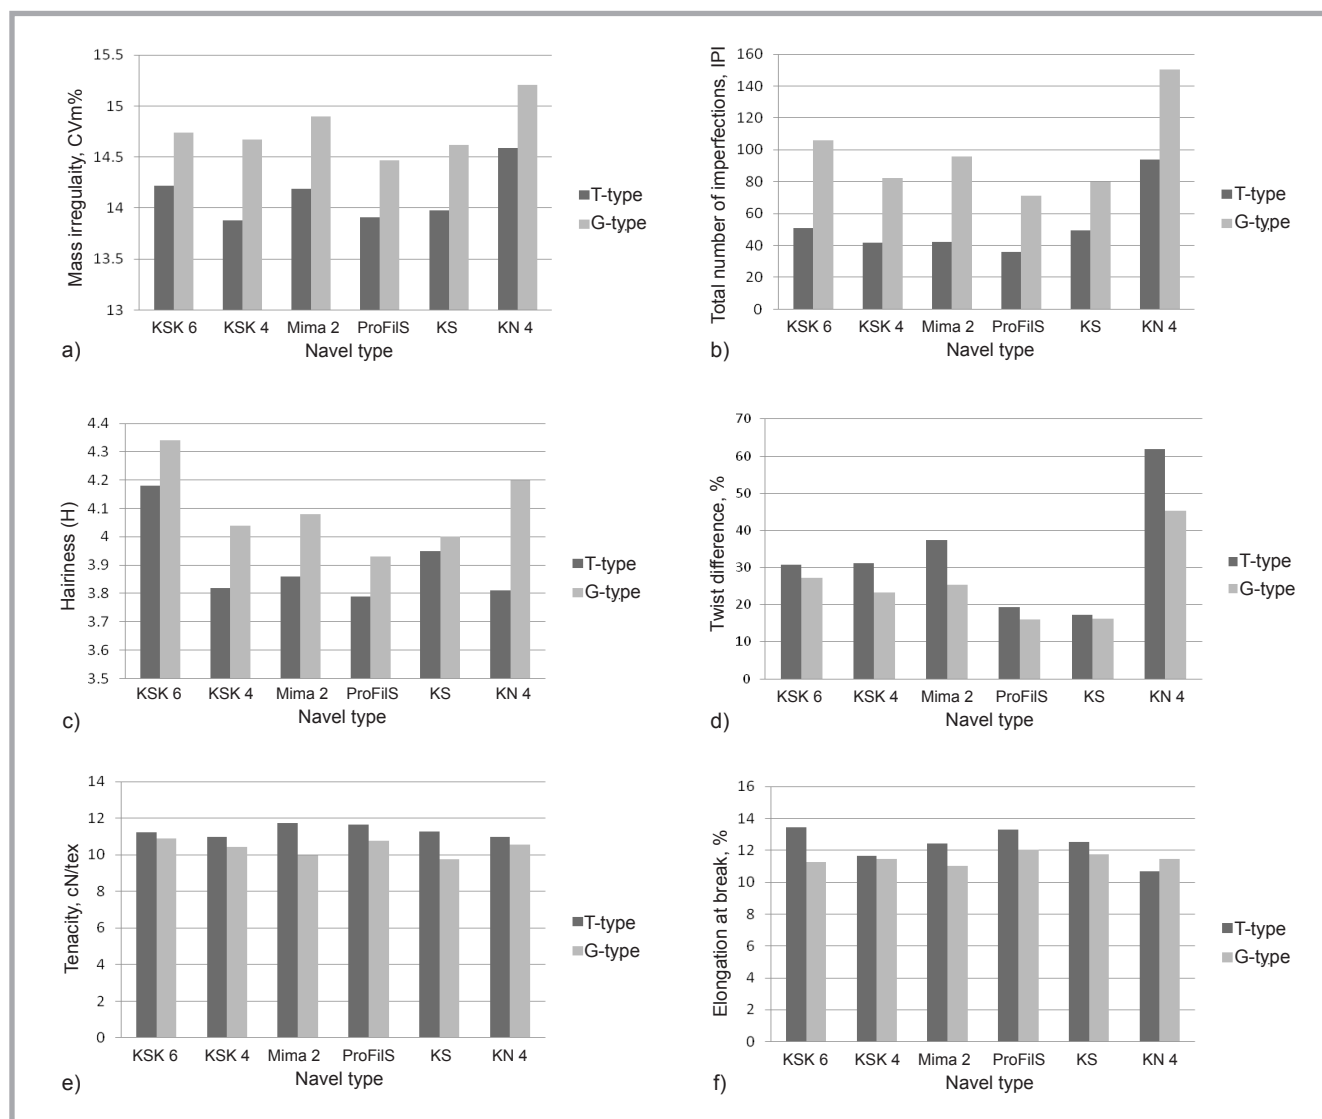 15.5
15
14.5
14
13.5
13
Mass irregulaity, CVm%
KSK 6 KSK 4 Mima 2 ProFilS KS KN 4
Navel type
T-type
G-type
a)
160
140
120
100
80
60
40
20
0
Total number of imperfections, IPI
KSK 6 KSK 4 Mima 2 ProFilS KS KN 4
Navel type
T-type
G-type
b)
4.4
4.3
4.2
4.1
4
3.9
3.8
3.7
3.6
3.5
Hairiness (H)
KSK 6 KSK 4 Mima 2 ProFilS KS KN 4
Navel type
T-type
G-type
c)
70
60
50
40
30
20
10
0
Twist difference, %
KSK 6 KSK 4 Mima 2 ProFilS KS KN 4
Navel type
T-type
G-type
d)
14
12
10
8
6
4
2
0
Tenacity, cN/tex
KSK 6 KSK 4 Mima 2 ProFilS KS KN 4
Navel type
T-type
G-type
e)
16
14
12
10
8
6
4
2
0
Elongation at break, %
KSK 6 KSK 4 Mima 2 ProFilS KS KN 4
Navel type
T-type
G-type
f)